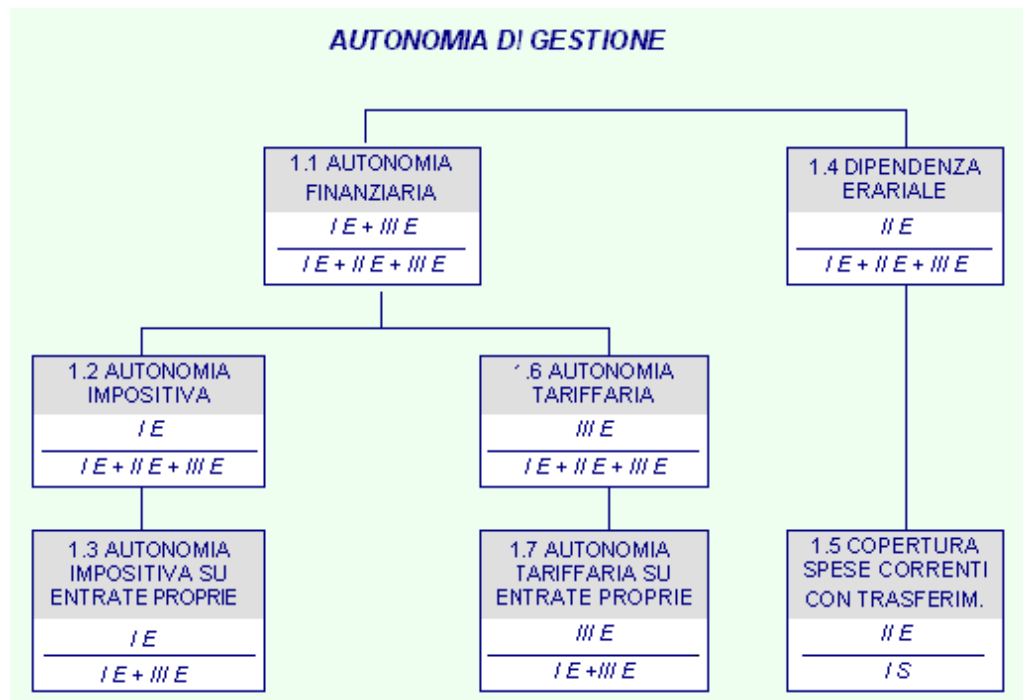 AUTONOMIA DI GESTIONE
1.1 AUTONOMIA
FINANZIARIA
I E + III E
I E + II E + III E
1.4 DIPENDENZA
ERARIALE
II E
I E + II E + III E
1.2 AUTONOMIA
IMPOSITIVA
I E
I E + II E + III E
1.6 AUTONOMIA
TARIFFARIA
III E
I E + II E + III E
1.3 AUTONOMIA
IMPOSITIVA SU
ENTRATE PROPRIE
I E
I E + III E
1.7 AUTONOMIA
TARIFFARIA SU
ENTRATE PROPRIE
III E
I E +III E
1.5 COPERTURA
SPESE CORRENTI
CON TRASFERIM.
II E
I S